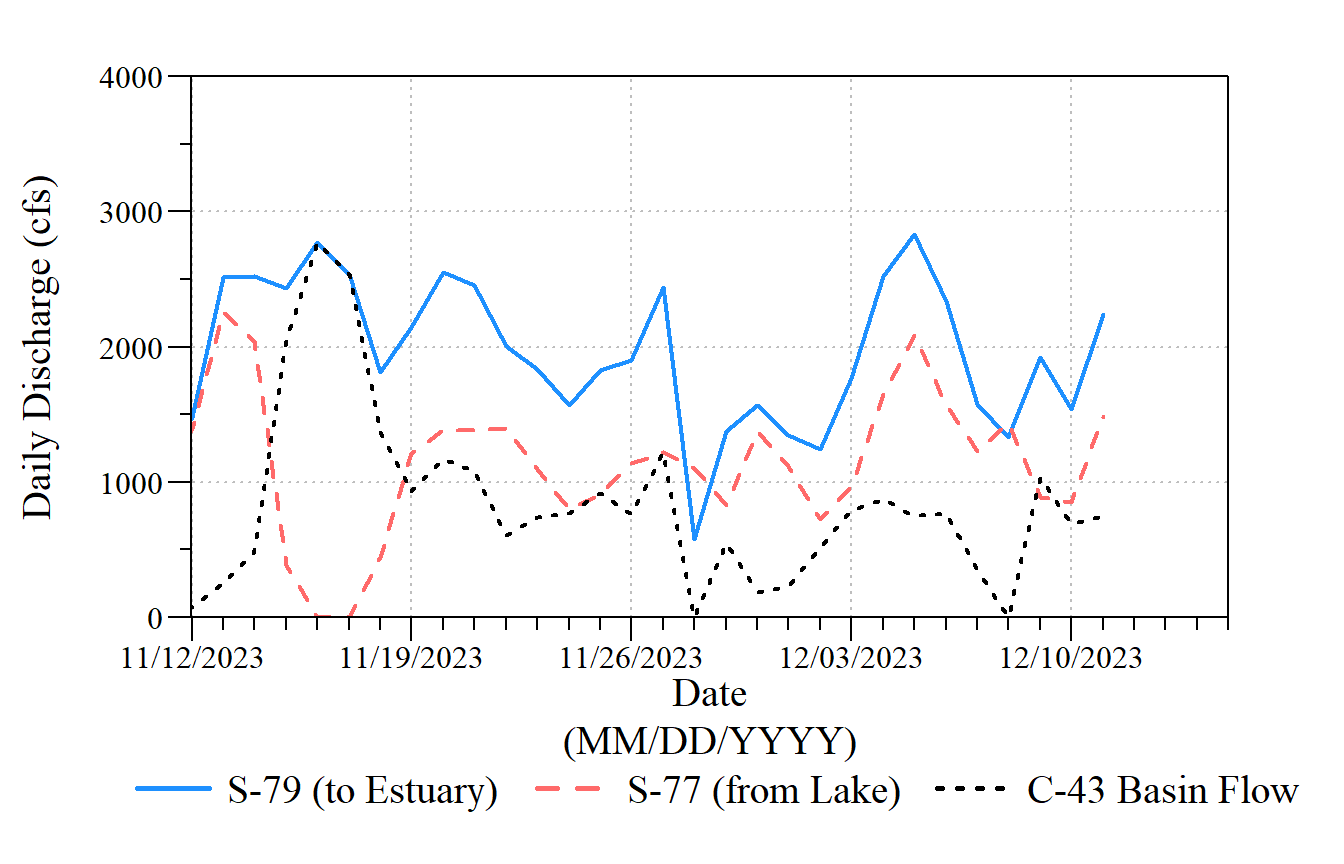 4000
3000
2000
1000
0
Daily Discharge (cfs)
11/12/2023 11/19/2023 11/26/2023 12/03/2023 12/10/2023
Date
(MM/DD/YYYY)
S-79 (to Estuary) S-77 (from Lake) C-43 Basin Flow